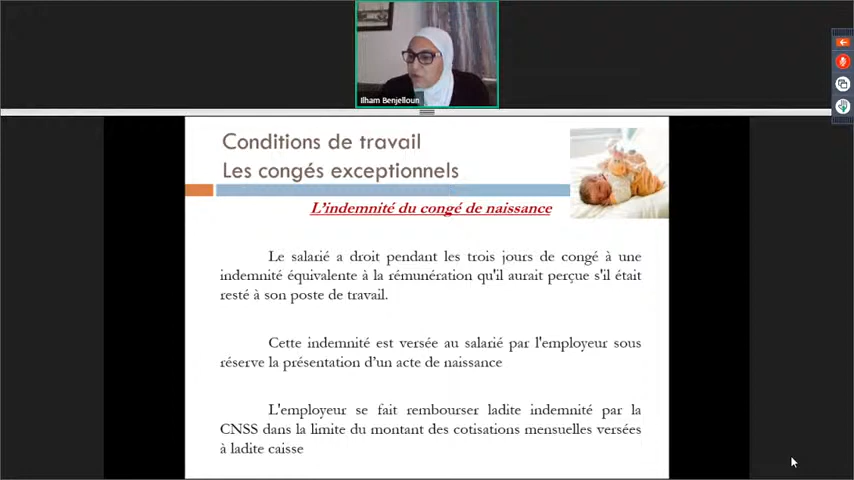 Ilham Benjelloun
Conditions de travail
Les congés exceptionnels
L'indemnité du congé de naissance
Le salarié a droit pendant les trois jours de congé à une
indemnité équivalente à la rémunération qu'il aurait perçue s'il était
resté à son poste de travail.
Cette indemnité est versée au salarié par l'employeur sous
réserve la présentation d'un acte de naissance
L'employeur se fait rembourser ladite indemnité par la
CNSS dans la limite du montant des cotisations mensuelles versées
à ladite caisse